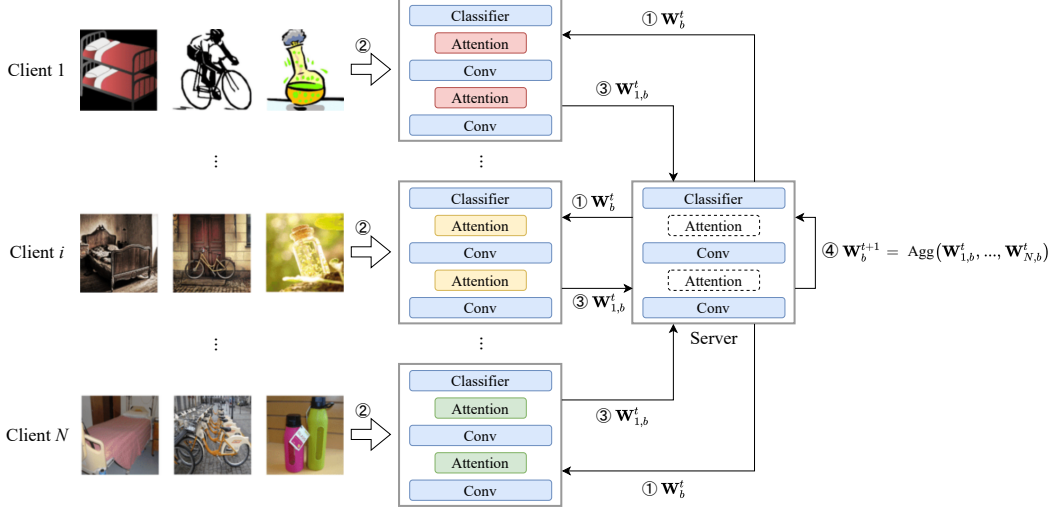 Client 1
②
Classifier
Attention
Conv
Attention
Conv
① W_b^t
③ W_{1,b}^t
⋮
⋮
Client i
②
Classifier
Attention
Conv
Attention
Conv
① W_b^t
③ W_{1,b}^t
Classifier
Attention
Conv
Attention
Conv
Server
④ W_b^{t+1} = Agg(W_{1,b}^t, ..., W_{N,b}^t)
⋮
⋮
Client N
②
Classifier
Attention
Conv
Attention
Conv
③ W_{1,b}^t
① W_b^t